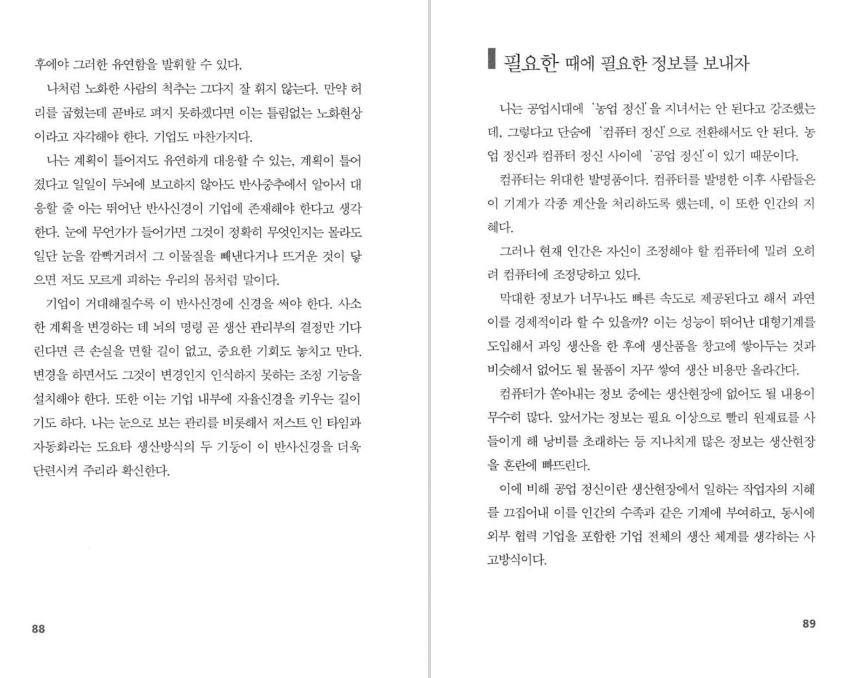 후에야 그러한 유연함을 발휘할 수 있다.
나처럼 노화한 사람의 척추는 그다지 잘 휘지 않는다. 만약 허
리를 굽혔는데 곧바로 펴지 못하겠다면 이는 틀림없는 노화현상
이라고 자각해야 한다. 기업도 마찬가지다.
나는 계획이 틀어져도 유연하게 대응할 수 있는, 계획이 틀어
졌다고 일일이 두뇌에 보고하지 않아도 반사중추에서 알아서 대
응할 줄 아는 뛰어난 반사신경이 기업에 존재해야 한다고 생각
한다. 눈에 무언가가 들어가면 그것이 정확히 무엇인지는 몰라도
일단 눈을 깜빡거려서 그 이물질을 빼낸다거나 뜨거운 것이 닿
으면 저도 모르게 피하는 우리의 몸처럼 말이다.
기업이 거대해질수록 이 반사신경에 신경을 써야 한다. 사소
한 계획을 변경하는 데 뇌의 명령 곧 생산 관리부의 결정만 기다
린다면 큰 손실을 면할 길이 없고, 중요한 기회도 놓치고 만다.
변경을 하면서도 그것이 변경인지 인식하지 못하는 조정 기능을
설치해야 한다. 또한 이는 기업 내부에 자율신경을 키우는 길이
기도 하다. 나는 눈으로 보는 관리를 비롯해서 저스트 인 타임과
자동화라는 도요타 생산방식의 두 기둥이 이 반사신경을 더욱
단련시켜 주리라 확신한다.
88
필요한 때에 필요한 정보를 보내자
나는 공업시대에 '농업 정신'을 지녀서는 안 된다고 강조했는
데, 그렇다고 단숨에 '컴퓨터 정신'으로 전환해서도 안 된다. 농
업 정신과 컴퓨터 정신 사이에 '공업 정신'이 있기 때문이다.
컴퓨터는 위대한 발명품이다. 컴퓨터를 발명한 이후 사람들은
이 기계가 각종 계산을 처리하도록 했는데, 이 또한 인간의 지
혜다.
그러나 현재 인간은 자신이 조정해야 할 컴퓨터에 밀려 오히
려 컴퓨터에 조정당하고 있다.
막대한 정보가 너무나도 빠른 속도로 제공된다고 해서 과연
이를 경제적이라 할 수 있을까? 이는 성능이 뛰어난 대형기계를
도입해서 과잉 생산을 한 후에 생산품을 창고에 쌓아두는 것과
비슷해서 없어도 될 물품이 자꾸 쌓여 생산 비용만 올라간다.
컴퓨터가 쏟아내는 정보 중에는 생산현장에 없어도 될 내용이
무수히 많다. 앞서가는 정보는 필요 이상으로 빨리 원재료를 사
들이게 해 낭비를 초래하는 등 지나치게 많은 정보는 생산현장
을 혼란에 빠뜨린다.
이에 비해 공업 정신이란 생산현장에서 일하는 작업자의 지혜
를 끄집어내 이를 인간의 수족과 같은 기계에 부여하고, 동시에
외부 협력 기업을 포함한 기업 전체의 생산 체계를 생각하는 사
고방식이다.
89